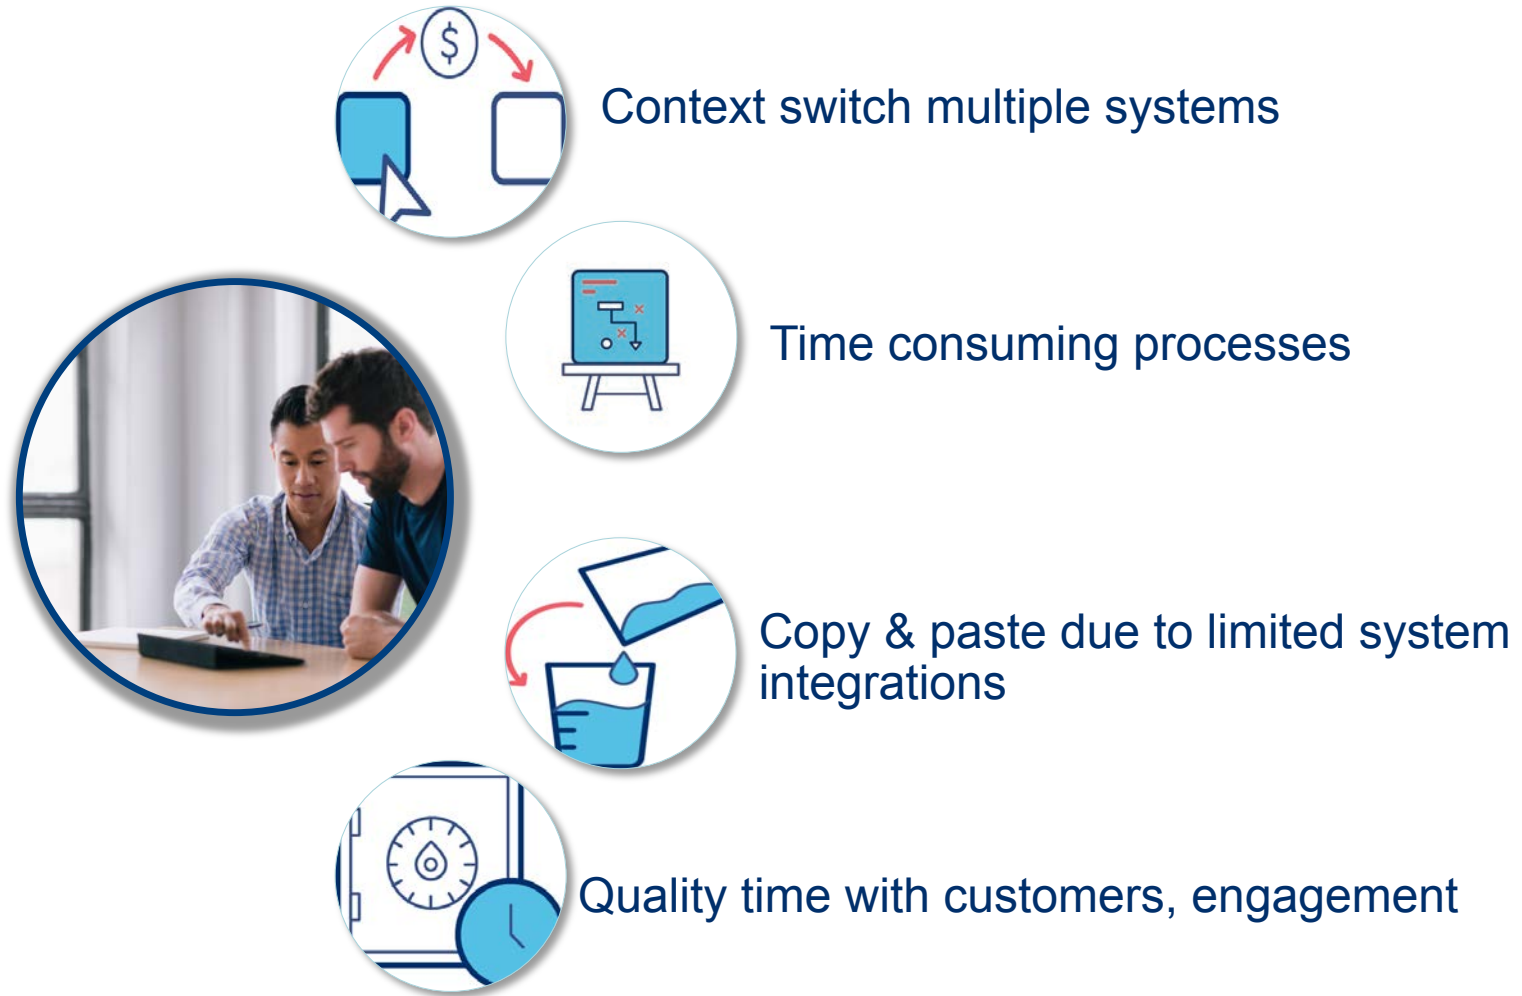 $
Context switch multiple systems
Time consuming processes
Copy & paste due to limited system
integrations
Quality time with customers, engagement